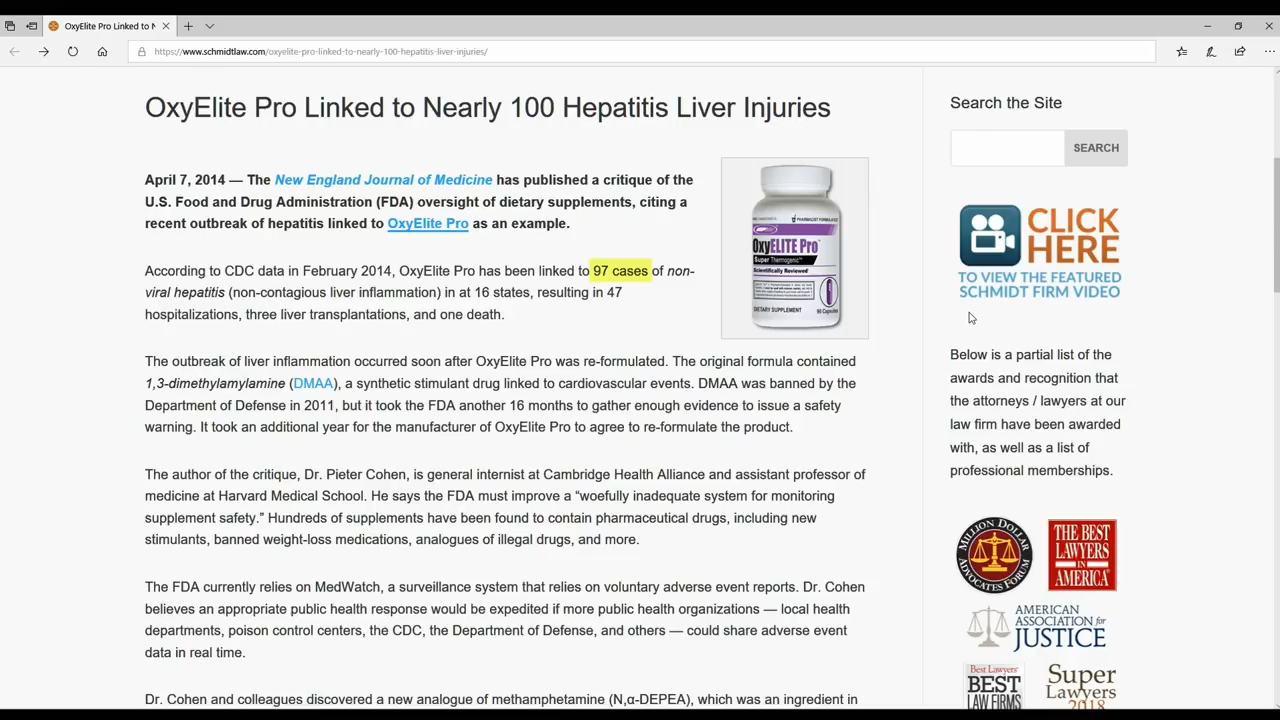 OxyElite Pro Linked to N
https://www.schmidtlaw.com/oxyelite-pro-linked-to-nearly-100-hepatitis-liver-injuries/
OxyElite Pro Linked to Nearly 100 Hepatitis Liver Injuries
April 7, 2014 — The New England Journal of Medicine has published a critique of the
U.S. Food and Drug Administration (FDA) oversight of dietary supplements, citing a
recent outbreak of hepatitis linked to OxyElite Pro as an example.
According to CDC data in February 2014, OxyElite Pro has been linked to 97 cases of non-
viral hepatitis (non-contagious liver inflammation) in at 16 states, resulting in 47
hospitalizations, three liver transplantations, and one death.
OxyELITE Pro
Super Thermogenic
Scientifically Reviewed
DIETARY SUPPLEMENT
90 Capsules
The outbreak of liver inflammation occurred soon after OxyElite Pro was re-formulated. The original formula contained
1,3-dimethylamylamine (DMAA), a synthetic stimulant drug linked to cardiovascular events. DMAA was banned by the
Department of Defense in 2011, but it took the FDA another 16 months to gather enough evidence to issue a safety
warning. It took an additional year for the manufacturer of OxyElite Pro to agree to re-formulate the product.
The author of the critique, Dr. Pieter Cohen, is general internist at Cambridge Health Alliance and assistant professor of
medicine at Harvard Medical School. He says the FDA must improve a “woefully inadequate system for monitoring
supplement safety.” Hundreds of supplements have been found to contain pharmaceutical drugs, including new
stimulants, banned weight-loss medications, analogues of illegal drugs, and more.
The FDA currently relies on MedWatch, a surveillance system that relies on voluntary adverse event reports. Dr. Cohen
believes an appropriate public health response would be expedited if more public health organizations — local health
departments, poison control centers, the CDC, the Department of Defense, and others — could share adverse event
data in real time.
Dr. Cohen and colleagues discovered a new analogue of methamphetamine (N,α-DEPEA), which was an ingredient in
Search the Site
SEARCH
CLICK
HERE
TO VIEW THE FEATURED
SCHMIDT FIRM VIDEO
Below is a partial list of the
awards and recognition that
the attorneys / lawyers at our
law firm have been awarded
with, as well as a list of
professional memberships.
MILLION DOLLAR
ADVOCATES FORUM
THE BEST
LAWYERS
IN
AMERICA
AMERICAN
ASSOCIATION for
JUSTICE
Best Lawyers
BEST
LAW FIRMS
Super
Lawyers
2018